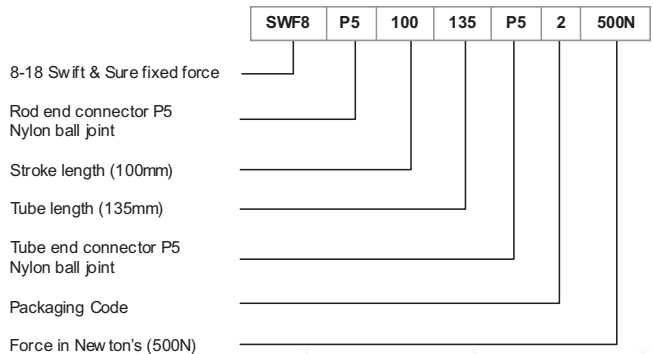 SWF8 P5 100 135 P5 2 500N
8-18 Swift & Sure fixed force
Rod end connector P5
Nylon ball joint
Stroke length (100mm)
Tube length (135mm)
Tube end connector P5
Nylon ball joint
Packaging Code
Force in Newton's (500N)